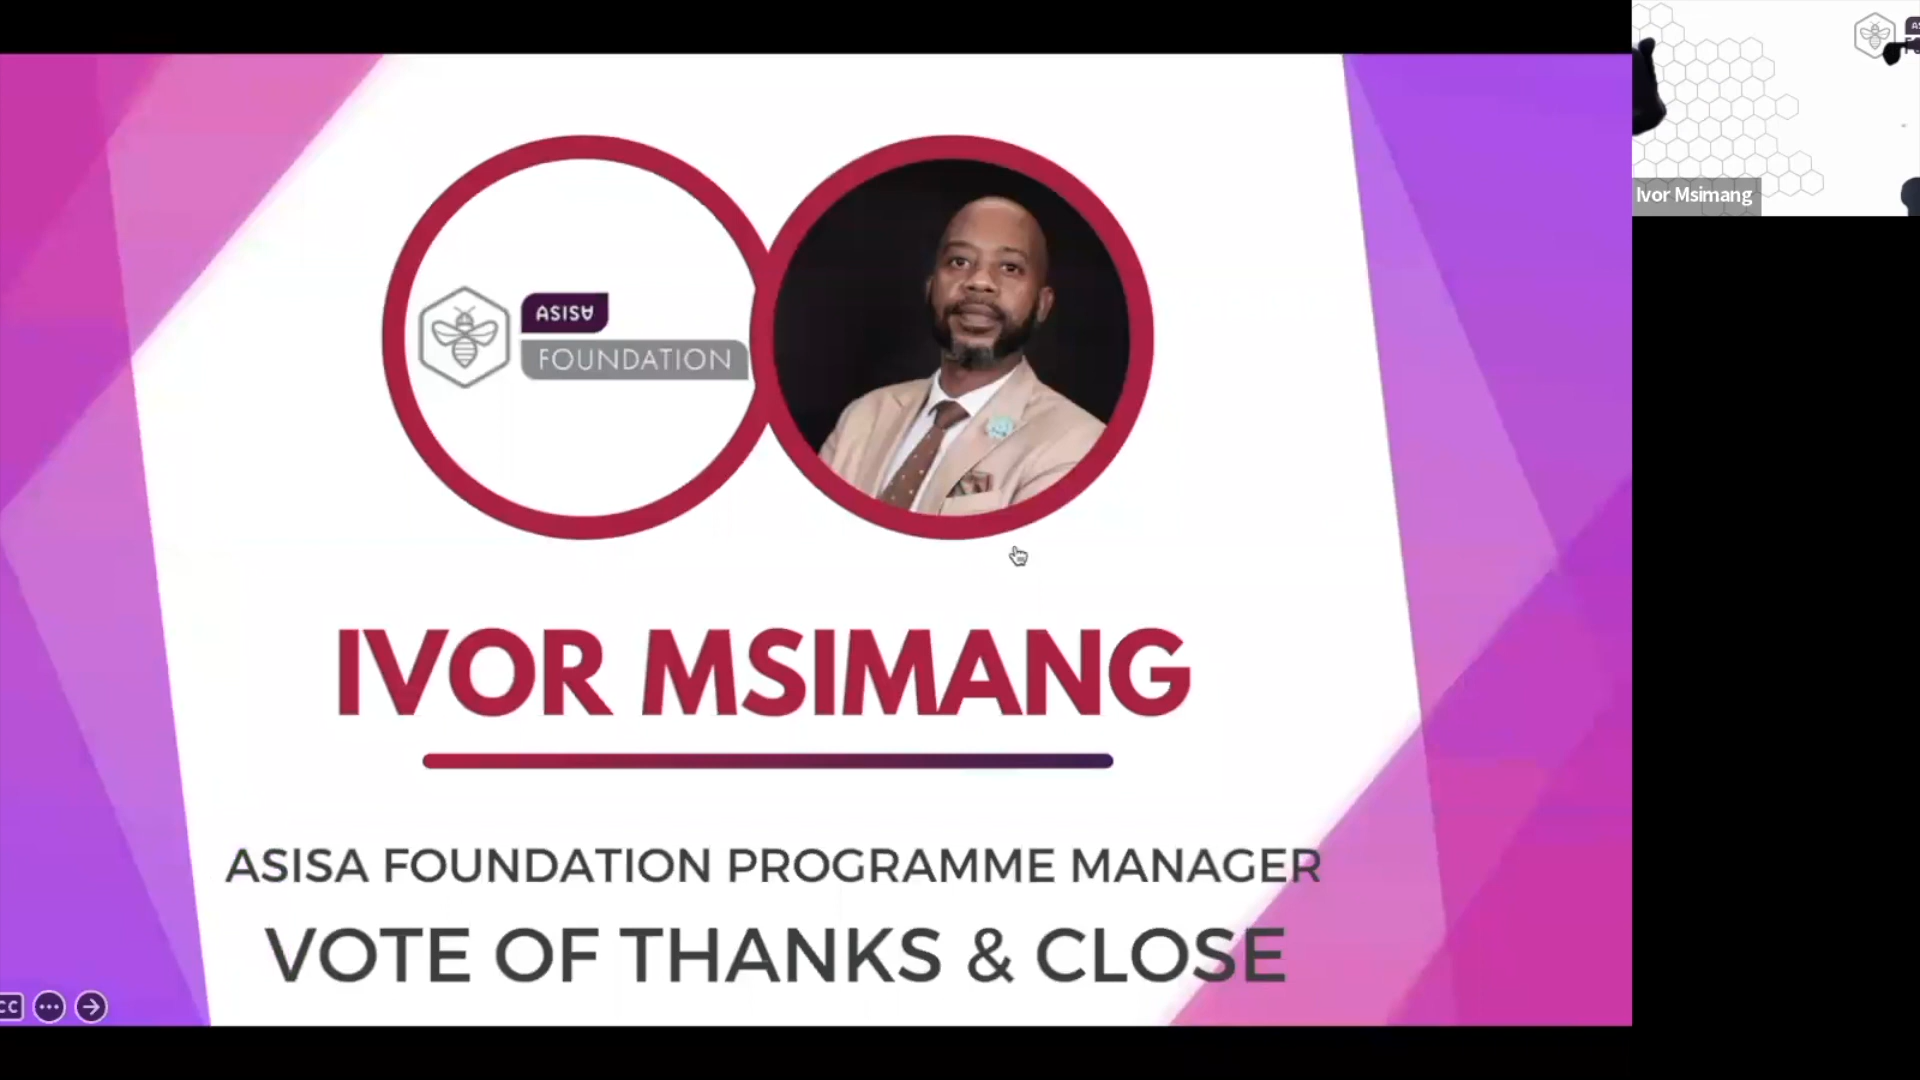 ASISA
FOUNDATION
IVOR MSIMANG
ASISA FOUNDATION PROGRAMME MANAGER
VOTE OF THANKS & CLOSE
CC
Ivor Msimang